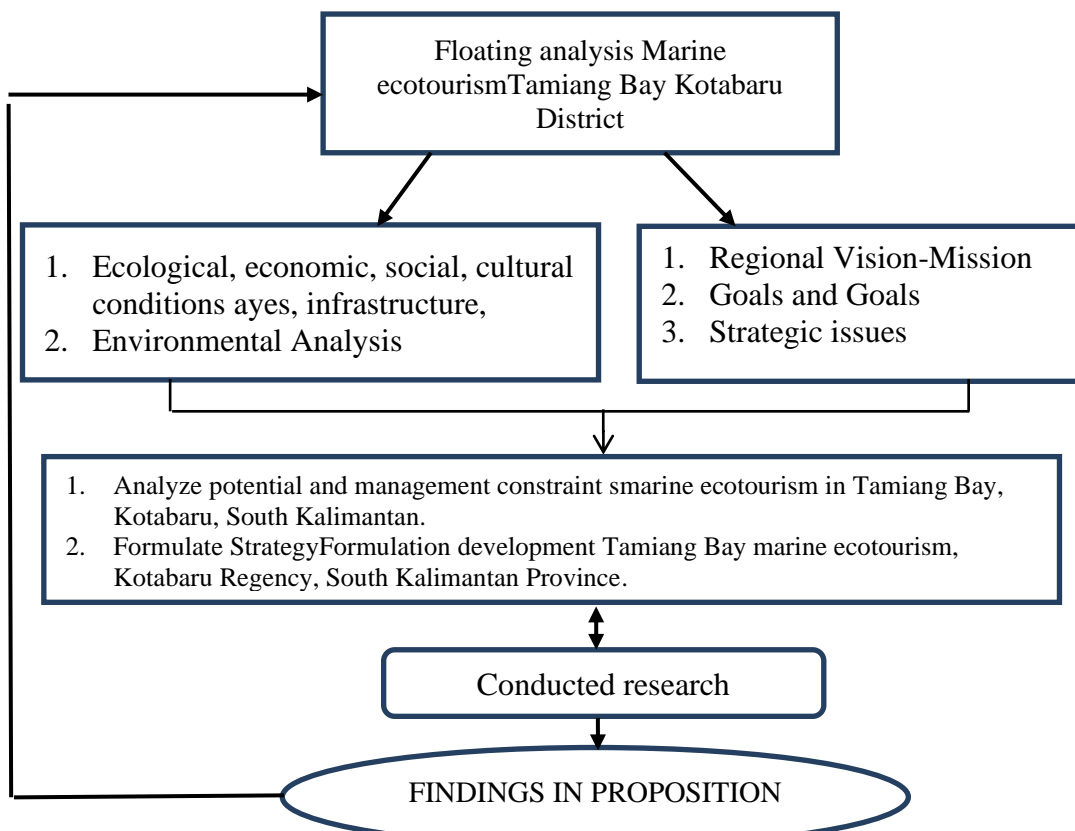 Floating analysis Marine
ecotourismTamiang Bay Kotabaru
District
1. Ecological, economic, social, cultural
conditions ayes, infrastructure,
2. Environmental Analysis
1. Regional Vision-Mission
2. Goals and Goals
3. Strategic issues
1. Analyze potential and management constraint smarine ecotourism in Tamiang Bay,
Kotabaru, South Kalimantan.
2. Formulate StrategyFormulation development Tamiang Bay marine ecotourism,
Kotabaru Regency, South Kalimantan Province.
Conducted research
FINDINGS IN PROPOSITION